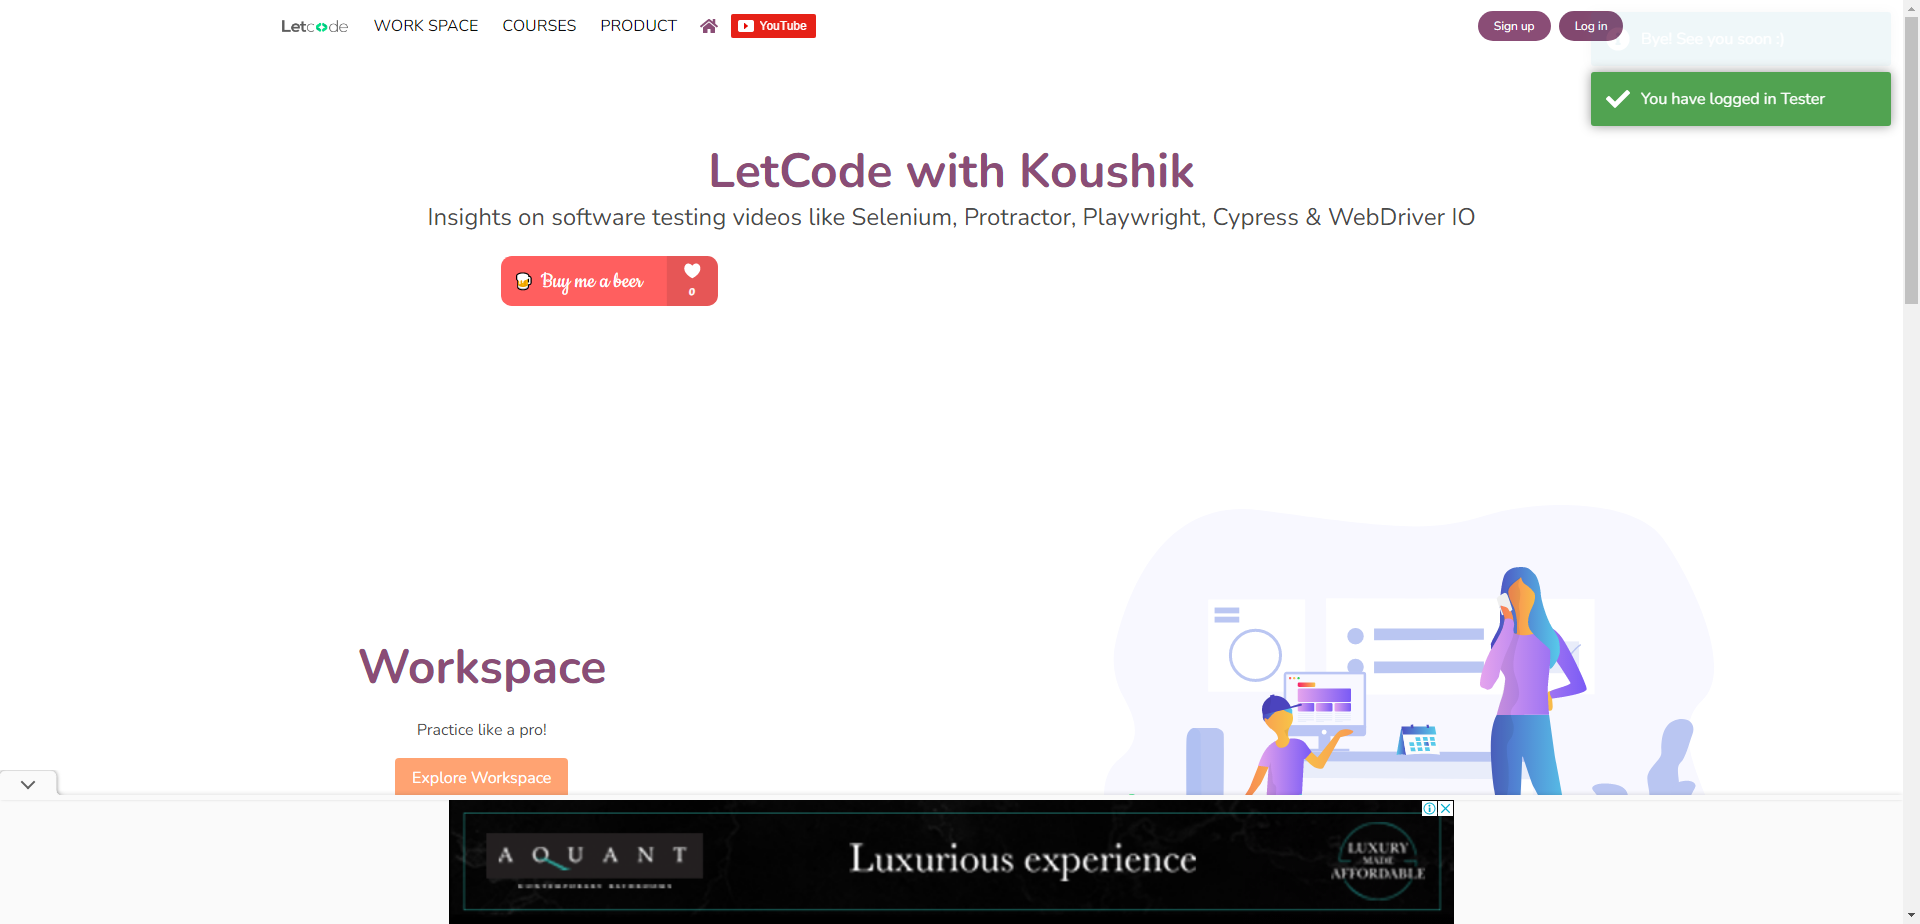 Letcode WORK SPACE COURSES PRODUCT YouTube Sign up Log in
Bye! See you soon :)
You have logged in Tester
LetCode with Koushik
Insights on software testing videos like Selenium, Protractor, Playwright, Cypress & WebDriver IO
Buy me a beer
0
Workspace
Practice like a pro!
Explore Workspace
AQUANT
CONTEMPORARY BATHROOMS
Luxurious experience
LUXURY
MADE
AFFORDABLE